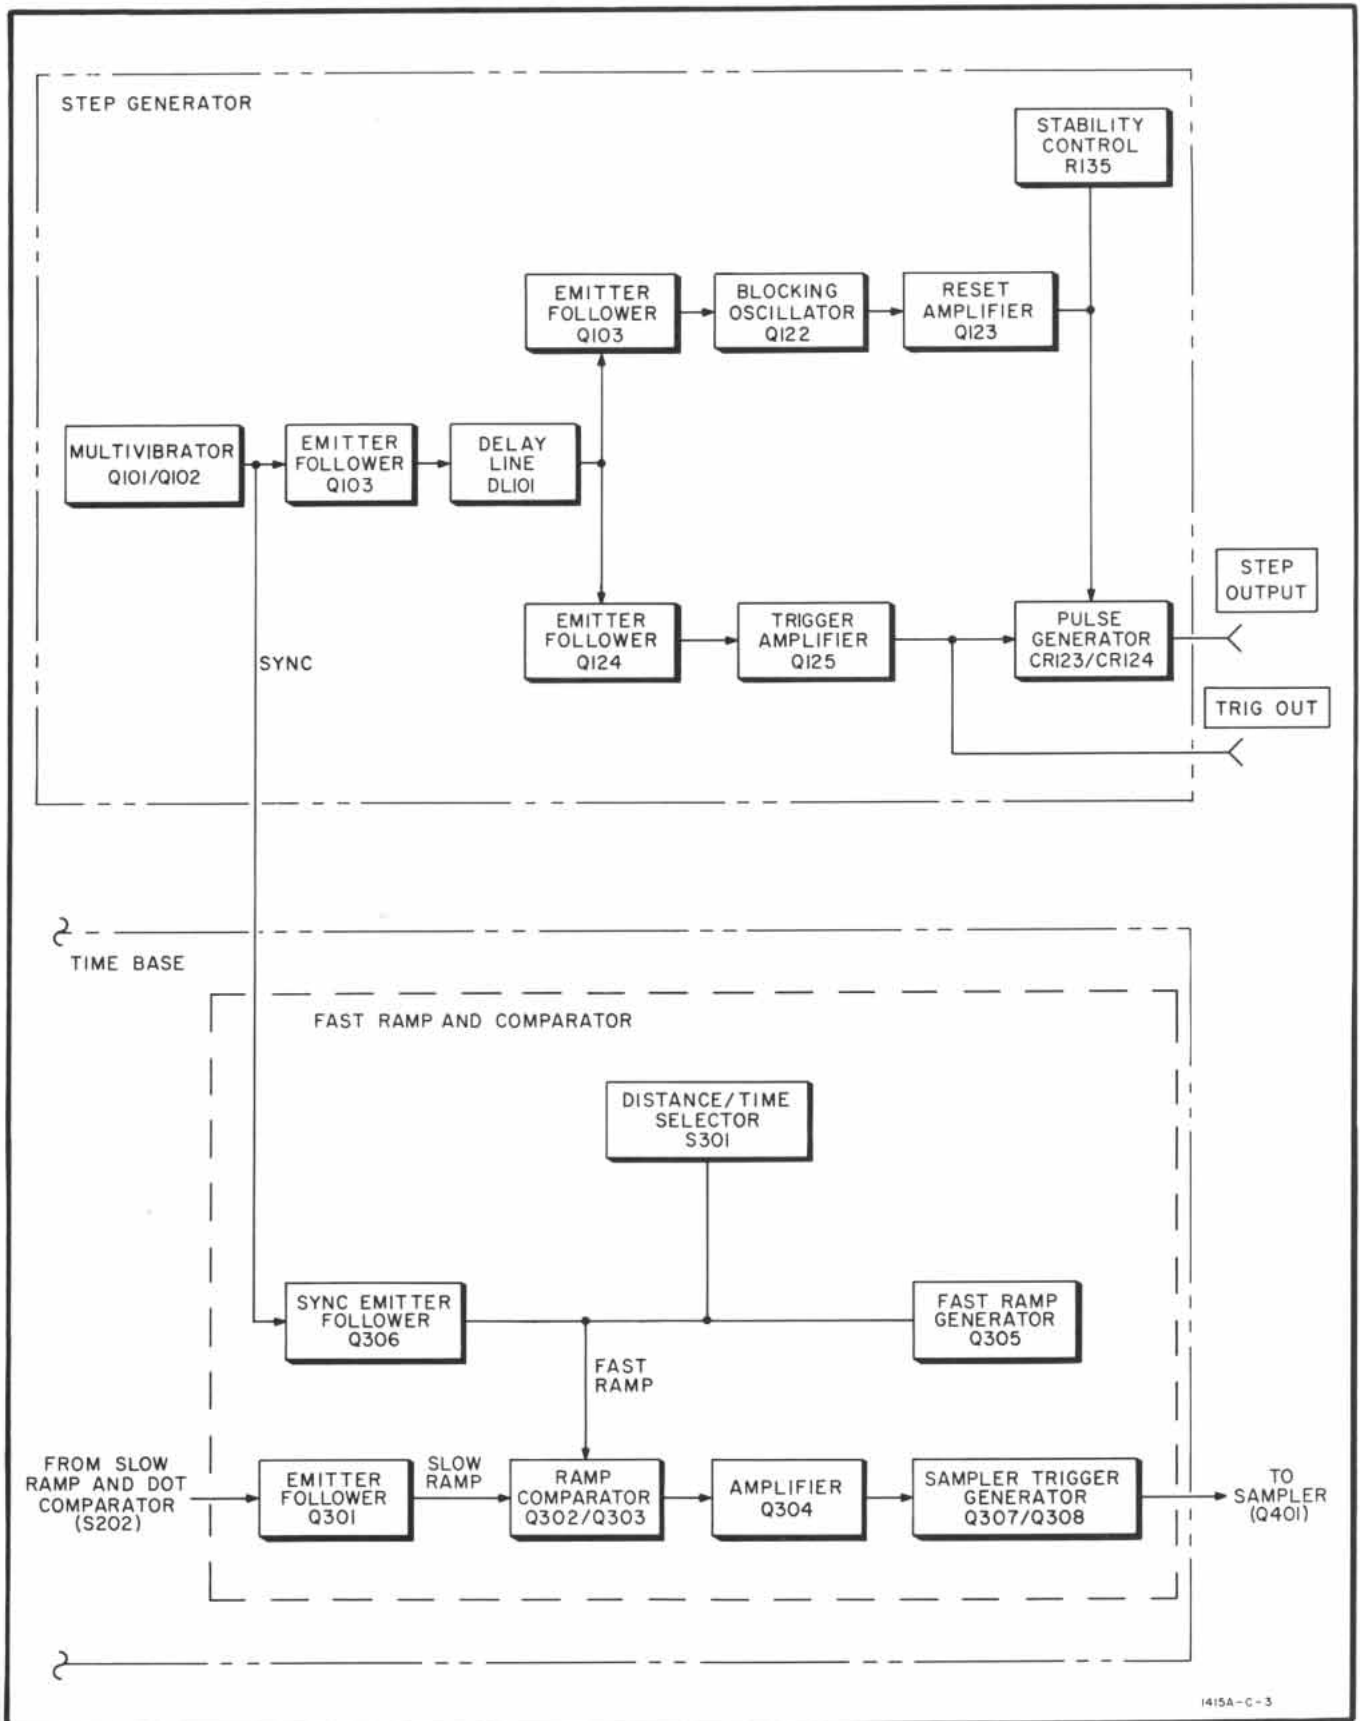 STEP GENERATOR
STABILITY
CONTROL
R135
EMITTER
FOLLOWER
Q103
BLOCKING
OSCILLATOR
Q122
RESET
AMPLIFIER
Q123
MULTIVIBRATOR
Q101/Q102
EMITTER
FOLLOWER
Q103
DELAY
LINE
DL101
SYNC
EMITTER
FOLLOWER
Q124
TRIGGER
AMPLIFIER
Q125
PULSE
GENERATOR
CR123/CR124
STEP
OUTPUT
TRIG OUT
TIME BASE
FAST RAMP AND COMPARATOR
DISTANCE/TIME
SELECTOR
S301
SYNC EMITTER
FOLLOWER
Q306
FAST RAMP
GENERATOR
Q305
FAST
RAMP
FROM SLOW
RAMP AND DOT
COMPARATOR
(S202)
EMITTER
FOLLOWER
Q301
SLOW
RAMP
RAMP
COMPARATOR
Q302/Q303
AMPLIFIER
Q304
SAMPLER TRIGGER
GENERATOR
Q307/Q308
TO
SAMPLER
(Q401)
1415A-C-3